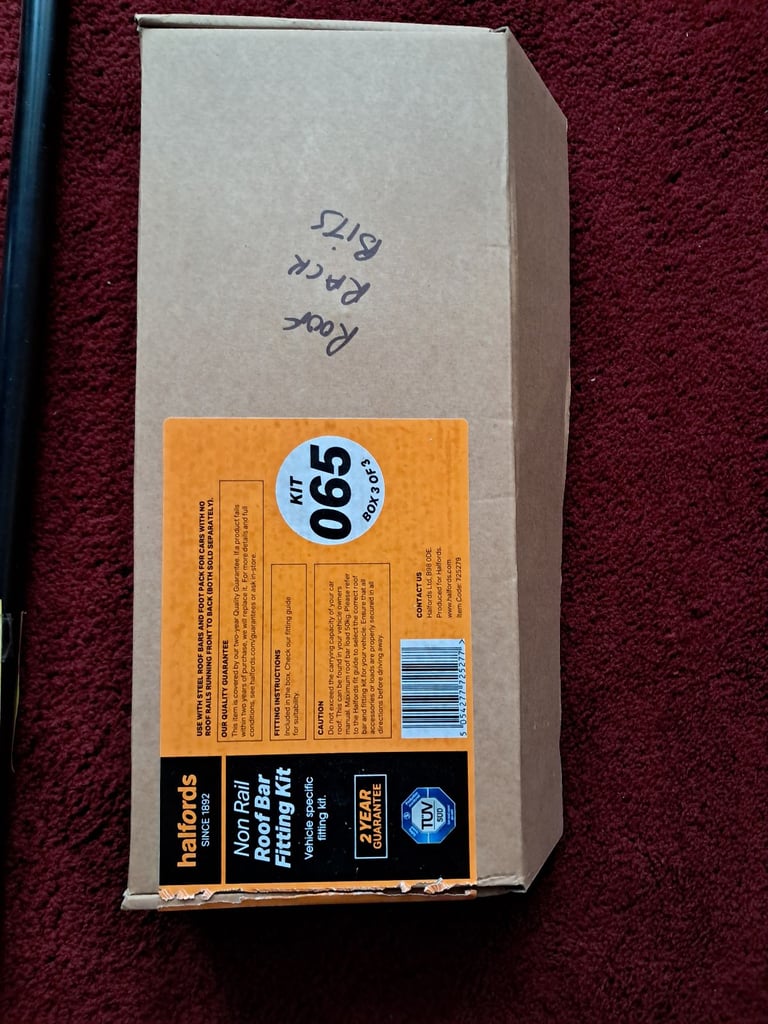 ROOF
RACK
BITS
halfords
SINCE 1892
Non Rail
Roof Bar
Fitting Kit
Vehicle specific
fitting kit.
2 YEAR
GUARANTEE
TÜV
SÜD
USE WITH STEEL ROOF BARS AND FOOT PACK FOR CARS WITH NO
ROOF RAILS RUNNING FRONT TO BACK (BOTH SOLD SEPARATELY).
OUR QUALITY GUARANTEE
This item is covered by our two-year Quality Guarantee. If a product fails
within two years of purchase, we will replace it. For more details and full
conditions, see halfords.com/guarantees or ask in-store.
FITTING INSTRUCTIONS
Included in the box. Check our fitting guide
for suitability.
CAUTION
Do not exceed the carrying capacity of your car
roof. This can be found in your vehicle owners
manual. Maximum roof bar load 50kg. Please refer
to the Halfords fit guide to select the correct roof
bar and fitting kit for your vehicle. Ensure that all
accessories or loads are properly secured in all
directions before driving away.
KIT
065
BOX 3 OF 3
CONTACT US
Halfords Ltd, B98 0DE.
Produced for Halfords.
www.halfords.com
Item Code: 725279
5 054277 725277 >